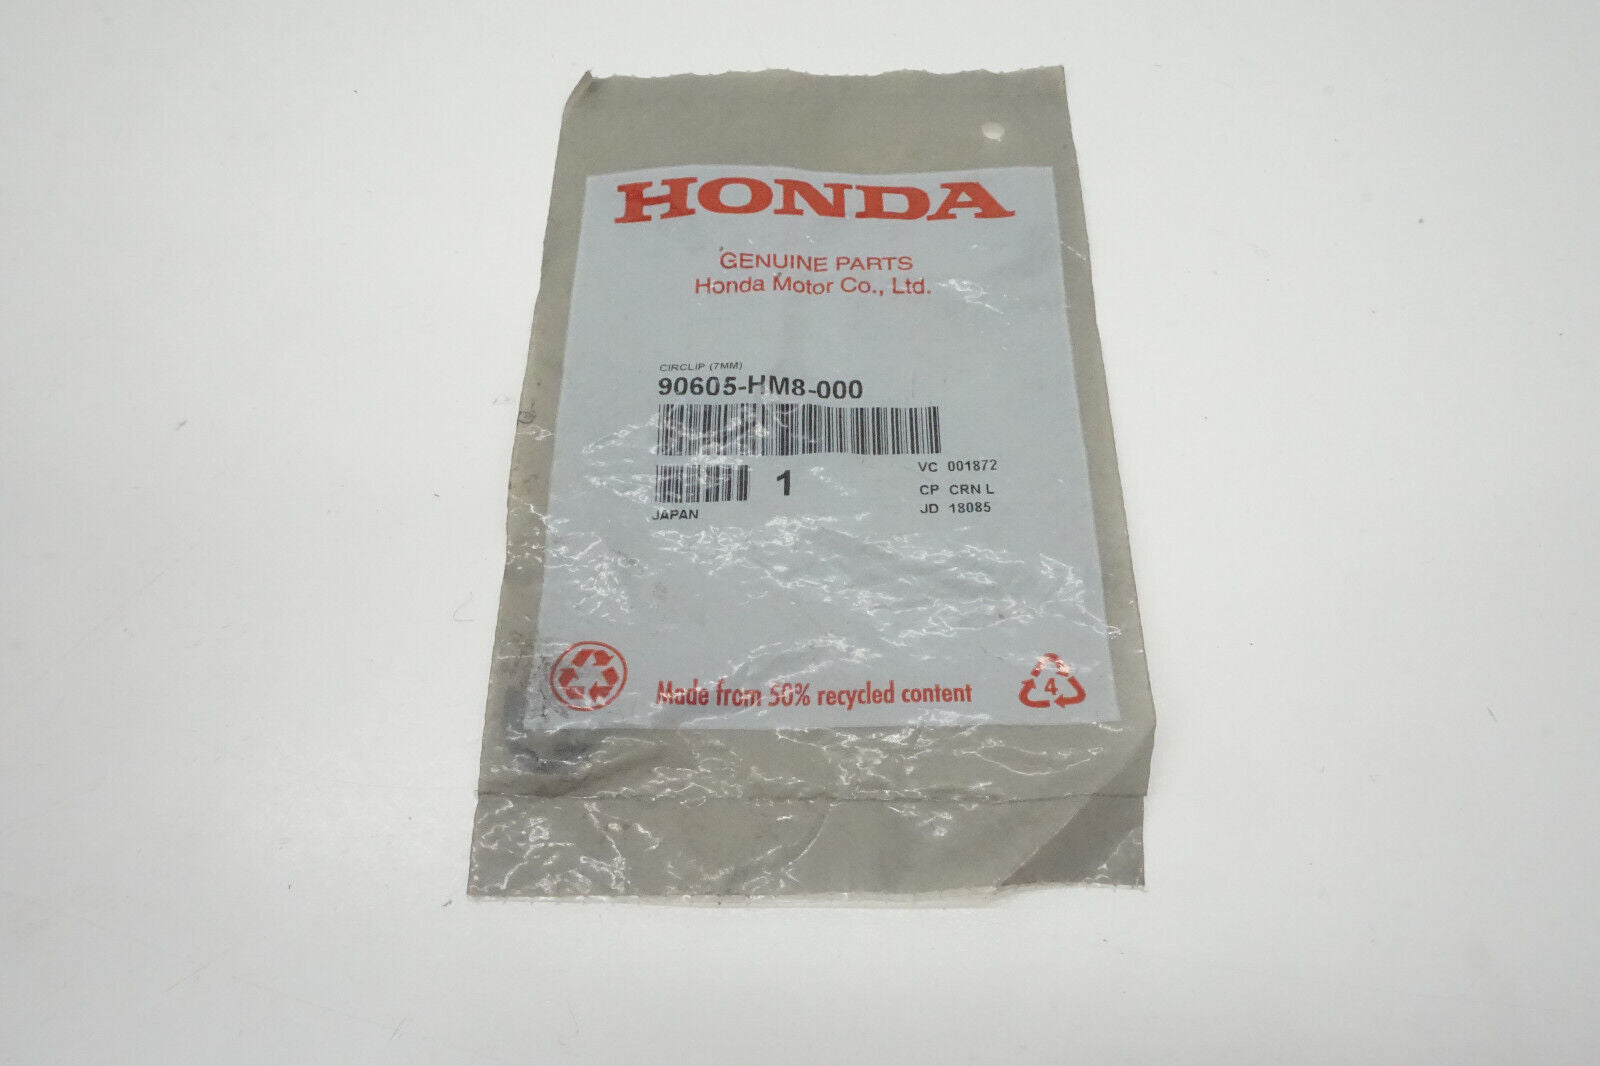 HONDA
GENUINE PARTS
Honda Motor Co., Ltd.
CIRCLIP (7MM)
90605-HM8-000
1
VC 001872
CP CRN L
JD 18085
JAPAN
Made from 50% recycled content
4